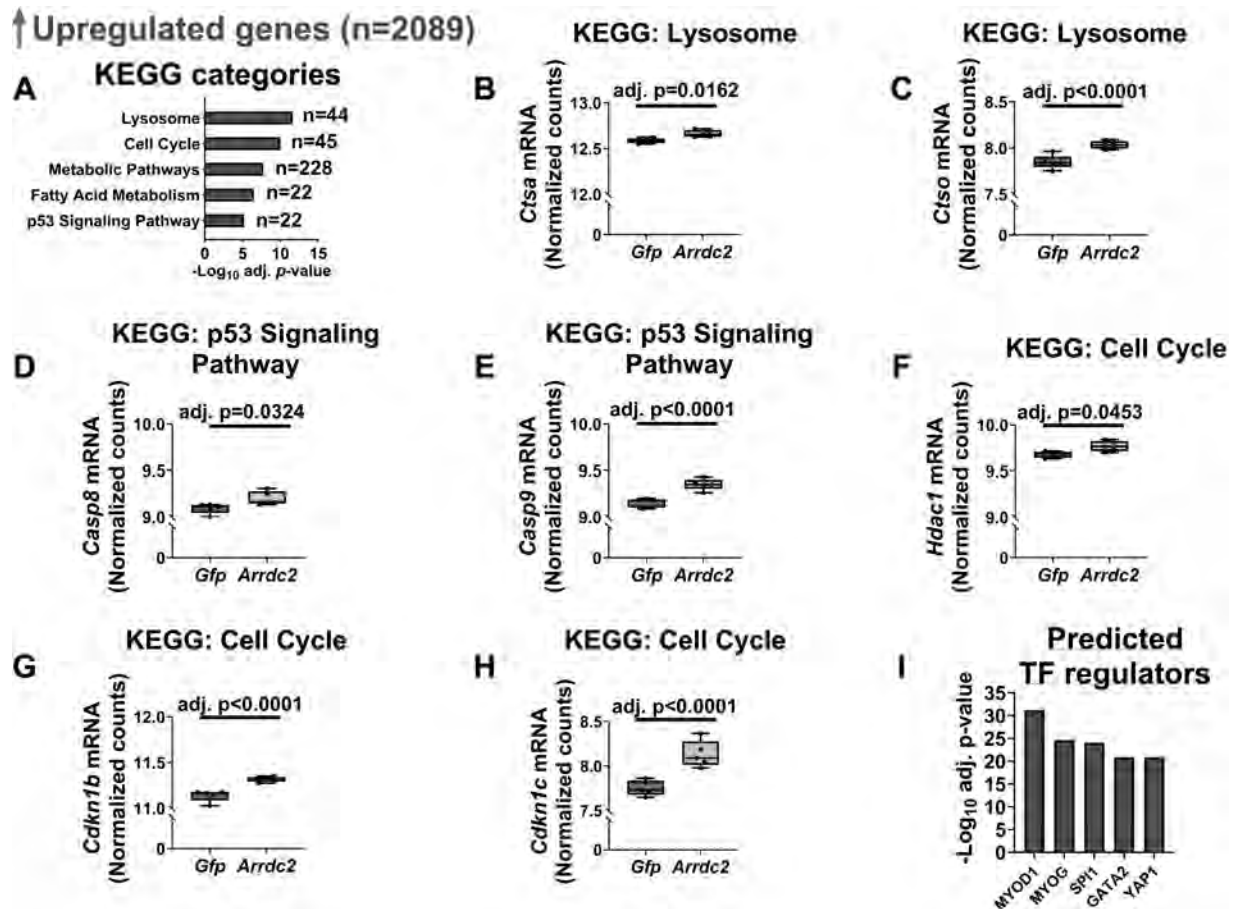 ↑Upregulated genes (n=2089)
A
KEGG categories
Lysosome
n=44
Cell Cycle
n=45
Metabolic Pathways
n=228
Fatty Acid Metabolism
n=22
p53 Signaling Pathway
n=22
0 5 10 15
-Log10 adj. p-value
B
KEGG: Lysosome
adj. p=0.0162
Ctsa mRNA
(Normalized counts)
13.0
12.5
12.0
0
Gfp Arrdc2
C
KEGG: Lysosome
adj. p<0.0001
Ctso mRNA
(Normalized counts)
8.5
8.0
7.5
0
Gfp Arrdc2
D
KEGG: p53 Signaling
Pathway
adj. p=0.0324
Casp8 mRNA
(Normalized counts)
10.0
9.5
9.0
0
Gfp Arrdc2
E
KEGG: p53 Signaling
Pathway
adj. p<0.0001
Casp9 mRNA
(Normalized counts)
10.0
9.5
9.0
0
Gfp Arrdc2
F
KEGG: Cell Cycle
adj. p=0.0453
Hdac1 mRNA
(Normalized counts)
10.0
9.5
9.0
0
Gfp Arrdc2
G
KEGG: Cell Cycle
adj. p<0.0001
Cdkn1b mRNA
(Normalized counts)
12.0
11.5
11.0
0
Gfp Arrdc2
H
KEGG: Cell Cycle
adj. p<0.0001
Cdkn1c mRNA
(Normalized counts)
8.5
8.0
7.5
0
Gfp Arrdc2
I
Predicted
TF regulators
-Log10 adj. p-value
35
30
25
20
15
10
5
0
MYOD1
MYOG
SPI1
GATA2
YAP1